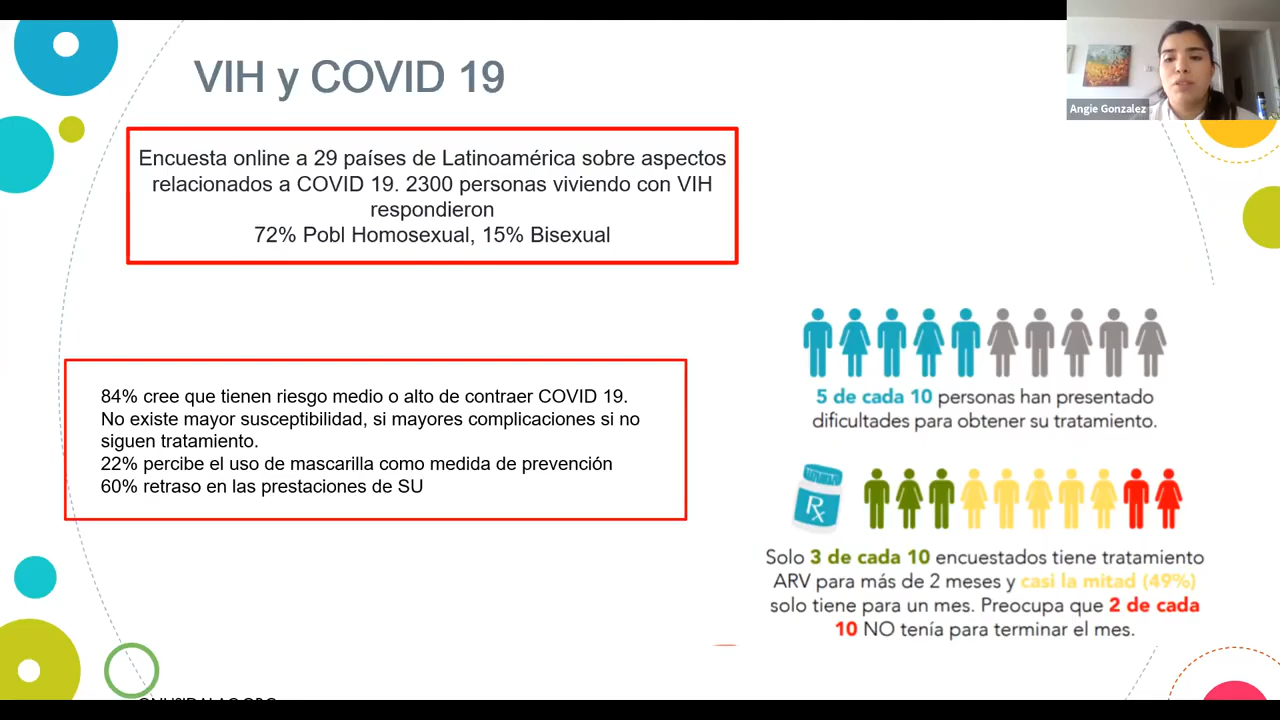 VIH y COVID 19
Angie Gonzalez
Encuesta online a 29 países de Latinoamérica sobre aspectos
relacionados a COVID 19. 2300 personas viviendo con VIH
respondieron
72% Pobl Homosexual, 15% Bisexual
84% cree que tienen riesgo medio o alto de contraer COVID 19.
No existe mayor susceptibilidad, si mayores complicaciones si no
siguen tratamiento.
22% percibe el uso de mascarilla como medida de prevención
60% retraso en las prestaciones de SU
5 de cada 10 personas han presentado
dificultades para obtener su tratamiento.
Rx
Solo 3 de cada 10 encuestados tiene tratamiento
ARV para más de 2 meses y casi la mitad (49%)
solo tiene para un mes. Preocupa que 2 de cada
10 NO tenía para terminar el mes.